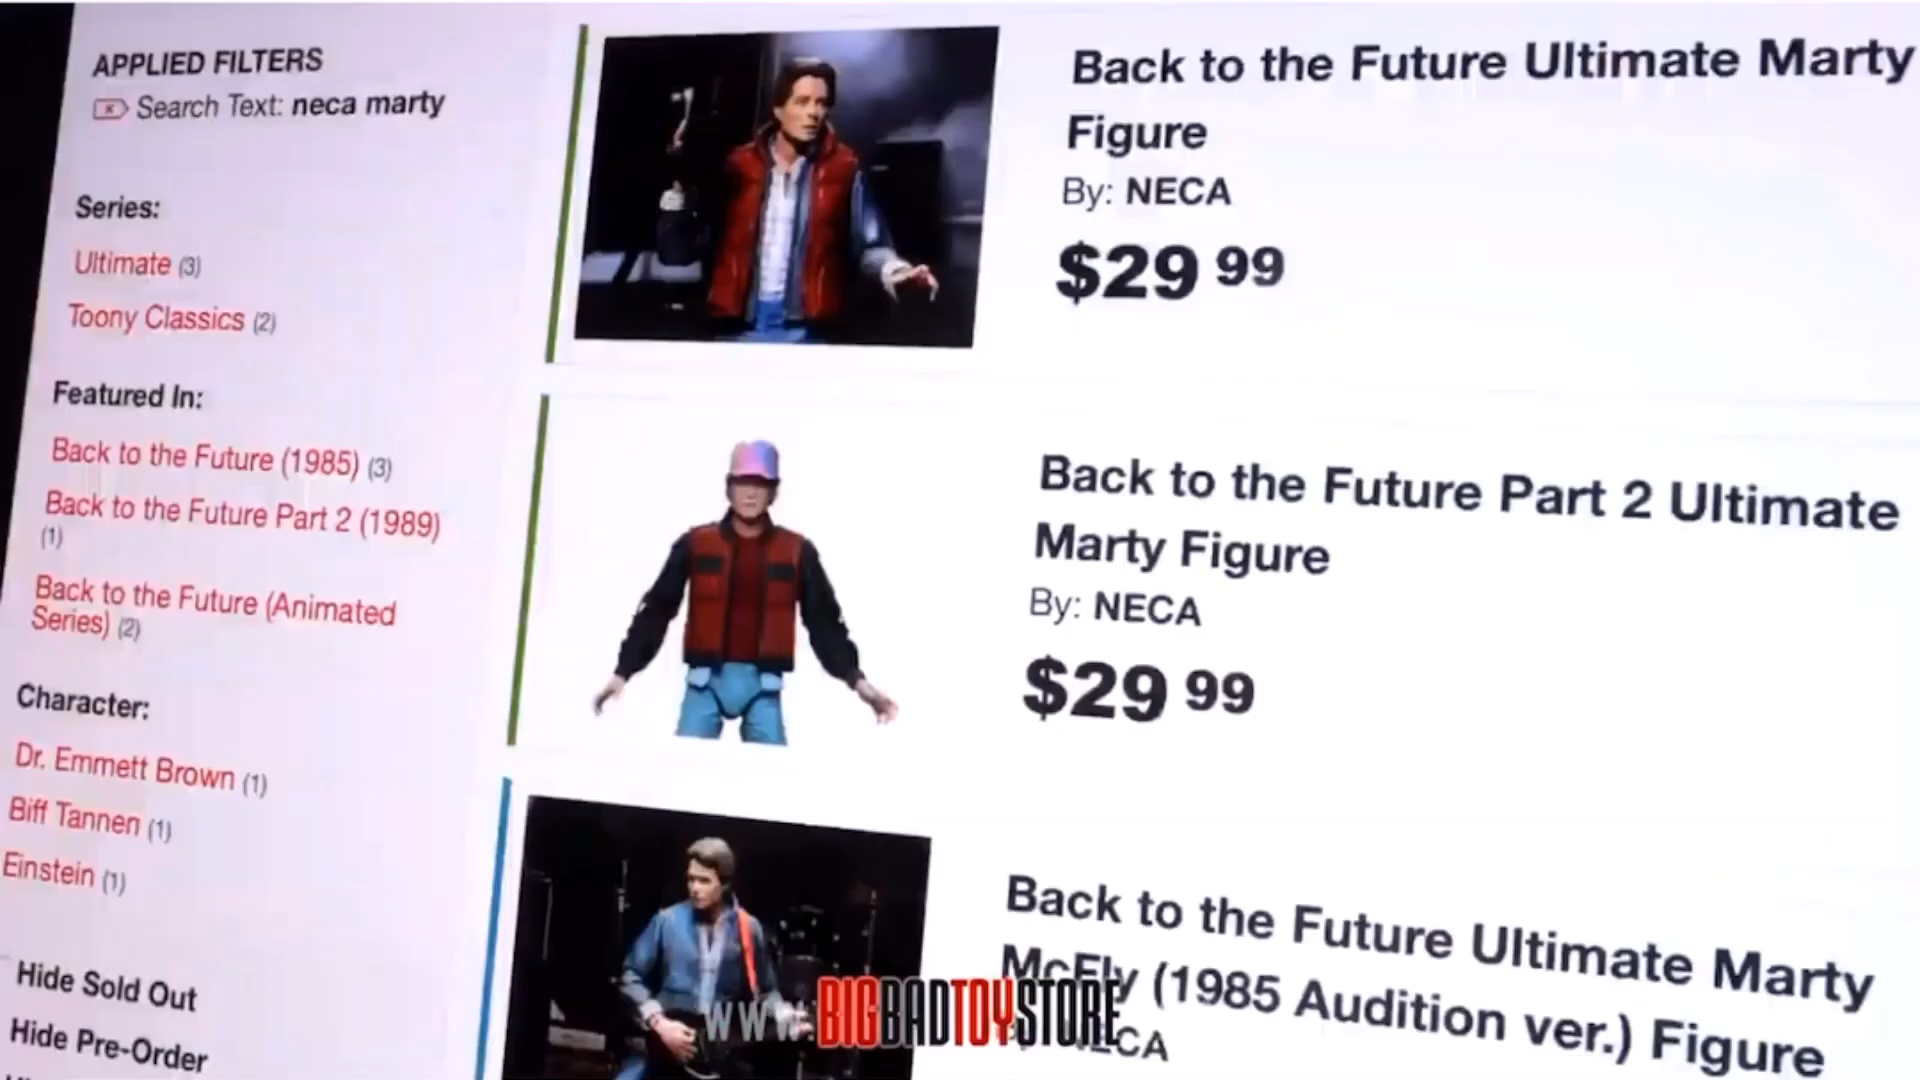 APPLIED FILTERS
Search Text: neca marty
Series:
Ultimate (3)
Toony Classics (2)
Featured In:
Back to the Future (1985) (3)
Back to the Future Part 2 (1989)
(1)
Back to the Future (Animated
Series) (2)
Character:
Dr. Emmett Brown (1)
Biff Tannen (1)
Einstein (1)
Hide Sold Out
Hide Pre-Order
Back to the Future Ultimate Marty
Figure
By: NECA
$29 99
Back to the Future Part 2 Ultimate
Marty Figure
By: NECA
$29 99
Back to the Future Ultimate Marty
McFly (1985 Audition ver.) Figure
NECA
www.BIGBADTOYSTORE